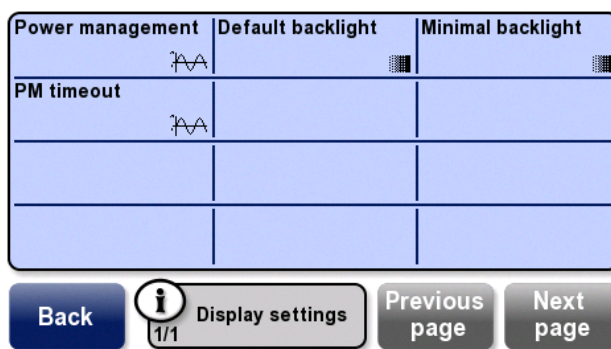 Power management Default backlight Minimal backlight
PM timeout
Back
i
1/1
Display settings
Previous
page
Next
page